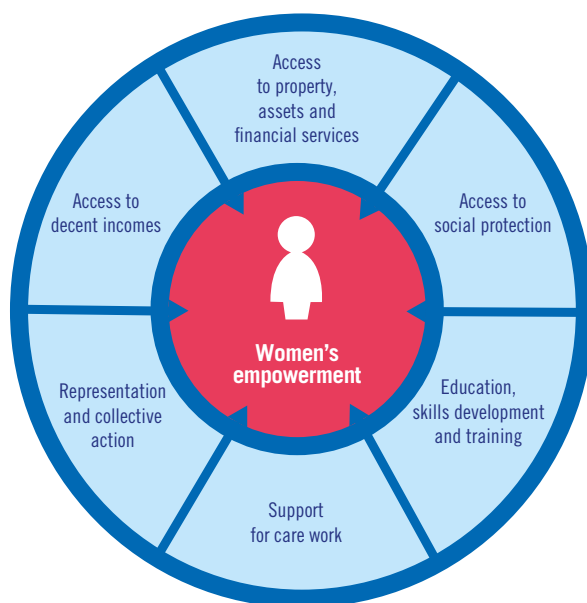 Access
to property,
assets and
financial services
Access to
social protection
Education,
skills development
and training
Support
for care work
Representation
and collective
action
Access to
decent incomes
Women's
empowerment